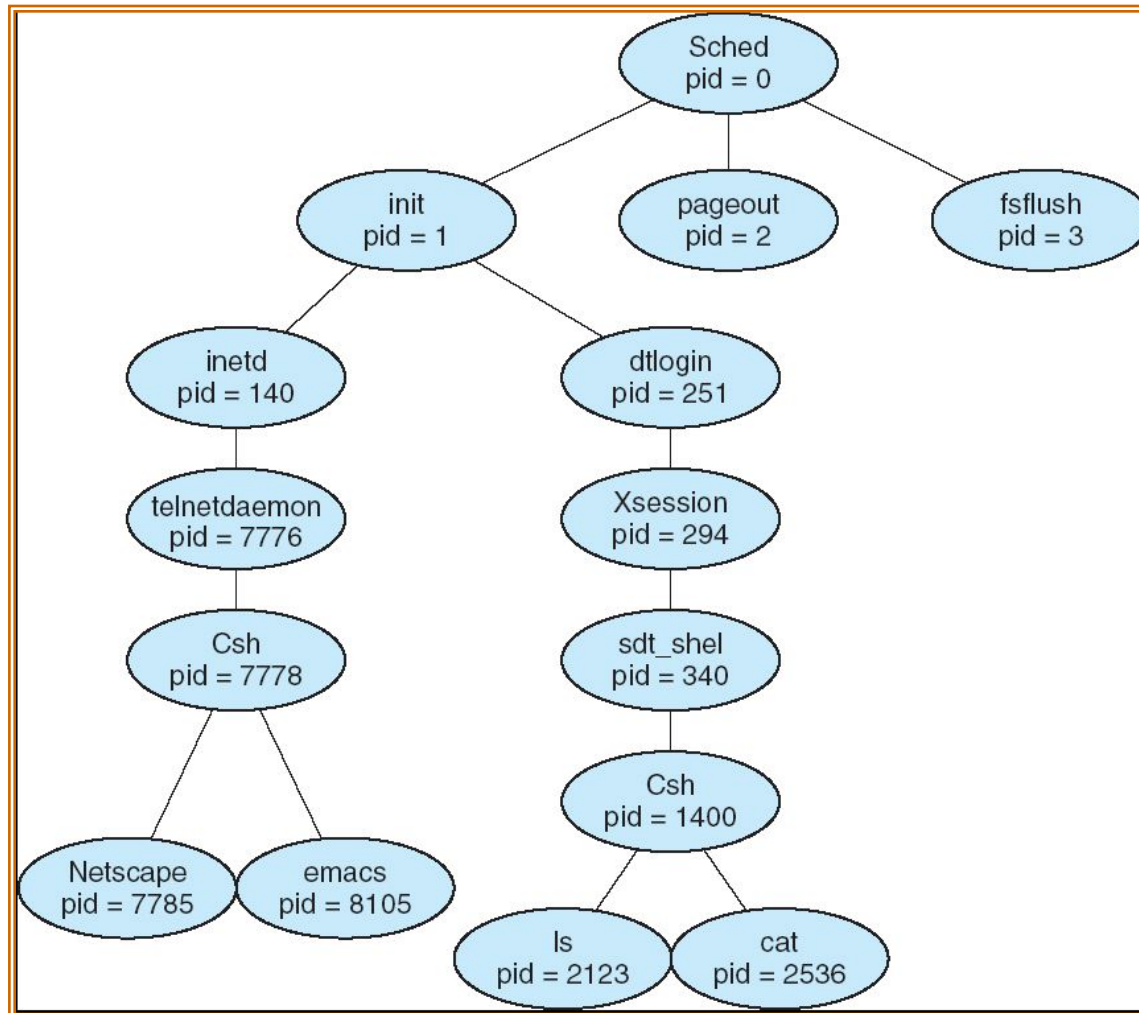 Sched
pid = 0
init
pid = 1
pageout
pid = 2
fsflush
pid = 3
inetd
pid = 140
dtlogin
pid = 251
telnetdaemon
pid = 7776
Xsession
pid = 294
Csh
pid = 7778
sdt_shel
pid = 340
Csh
pid = 1400
Netscape
pid = 7785
emacs
pid = 8105
ls
pid = 2123
cat
pid = 2536